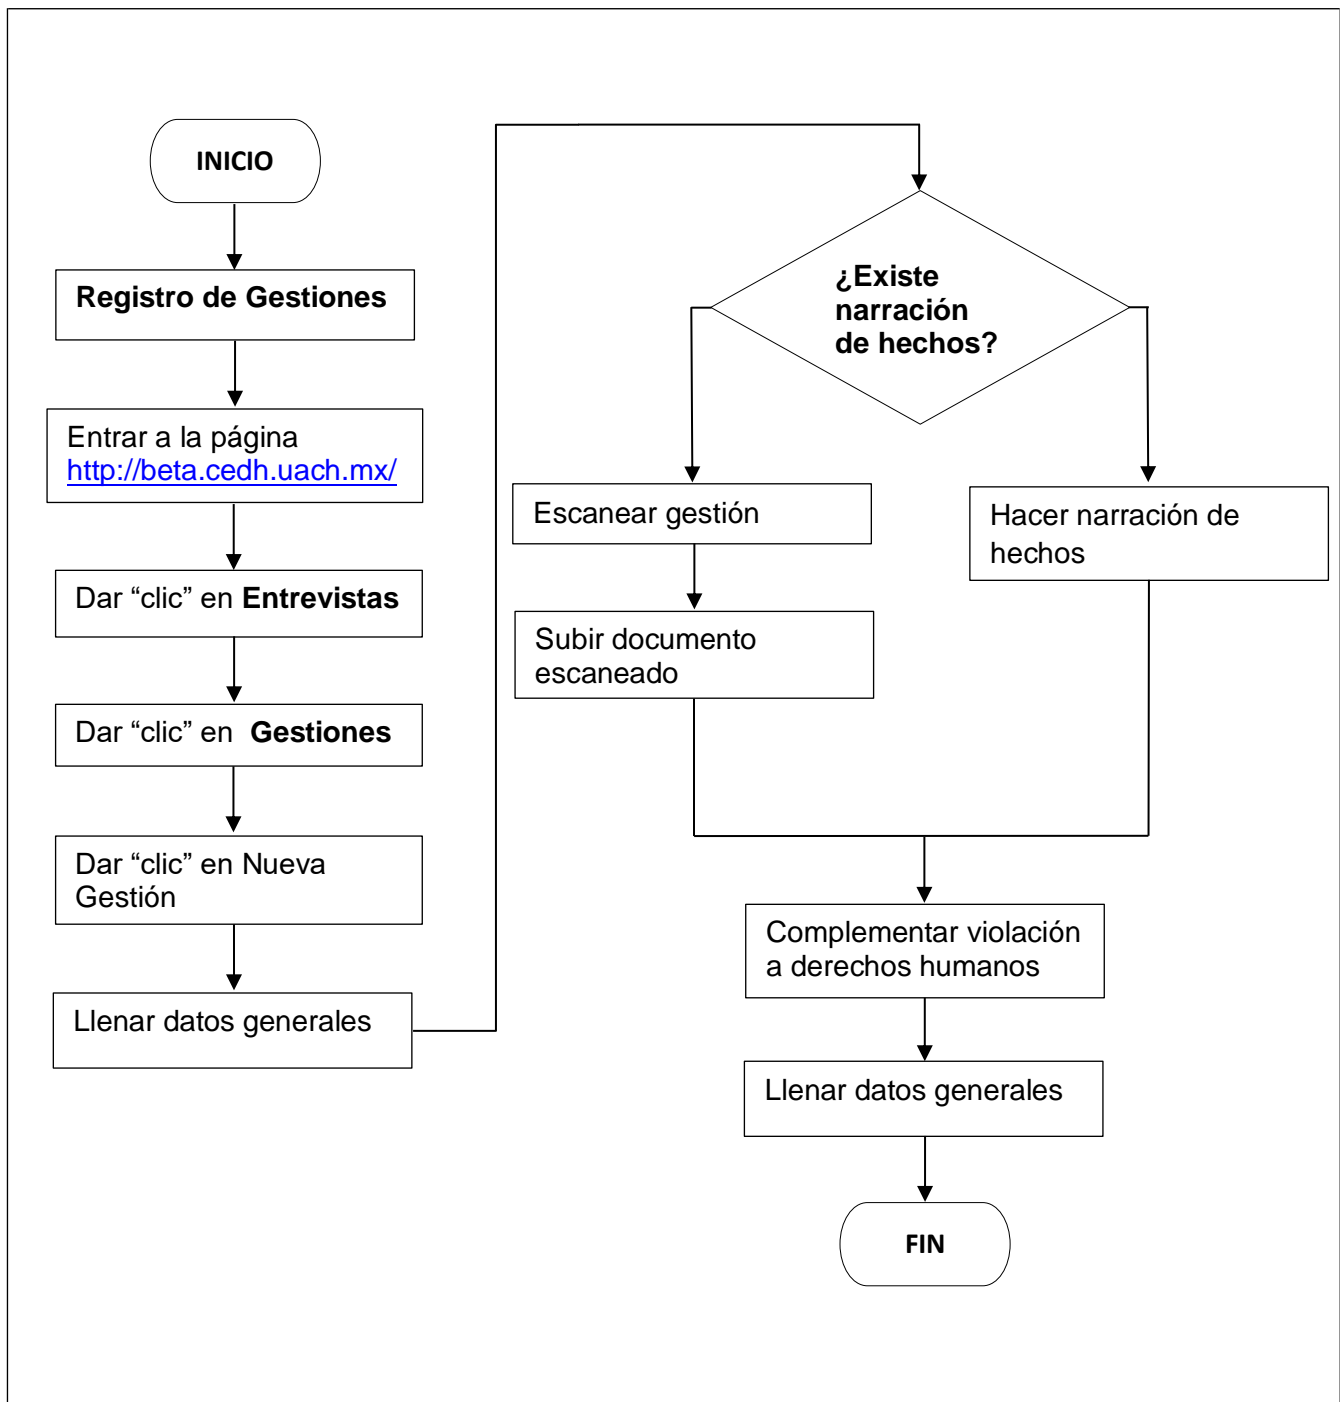 INICIO
Registro de Gestiones
Entrar a la página
http://beta.cedh.uach.mx/
Dar “clic” en Entrevistas
Dar “clic” en  Gestiones
Dar “clic” en Nueva
Gestión
Llenar datos generales
¿Existe
narración
de hechos?
Escanear gestión
Subir documento
escaneado
Hacer narración de
hechos
Complementar violación
a derechos humanos
Llenar datos generales
FIN